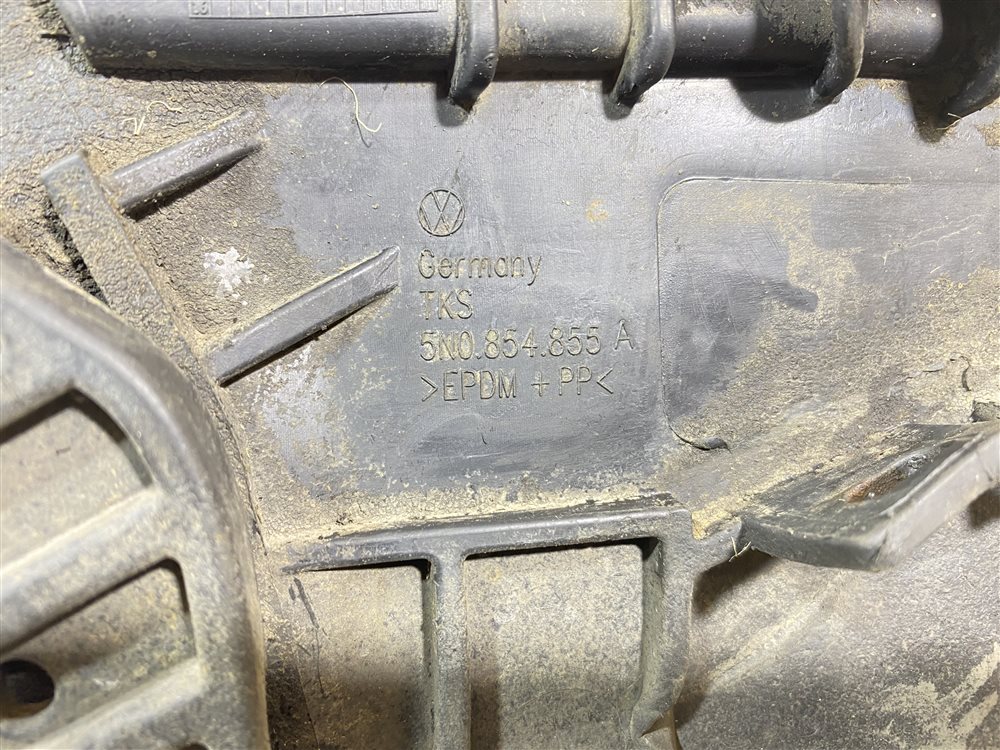 Germany
TKS
5N0.854.855 A
>EPDM + PP<